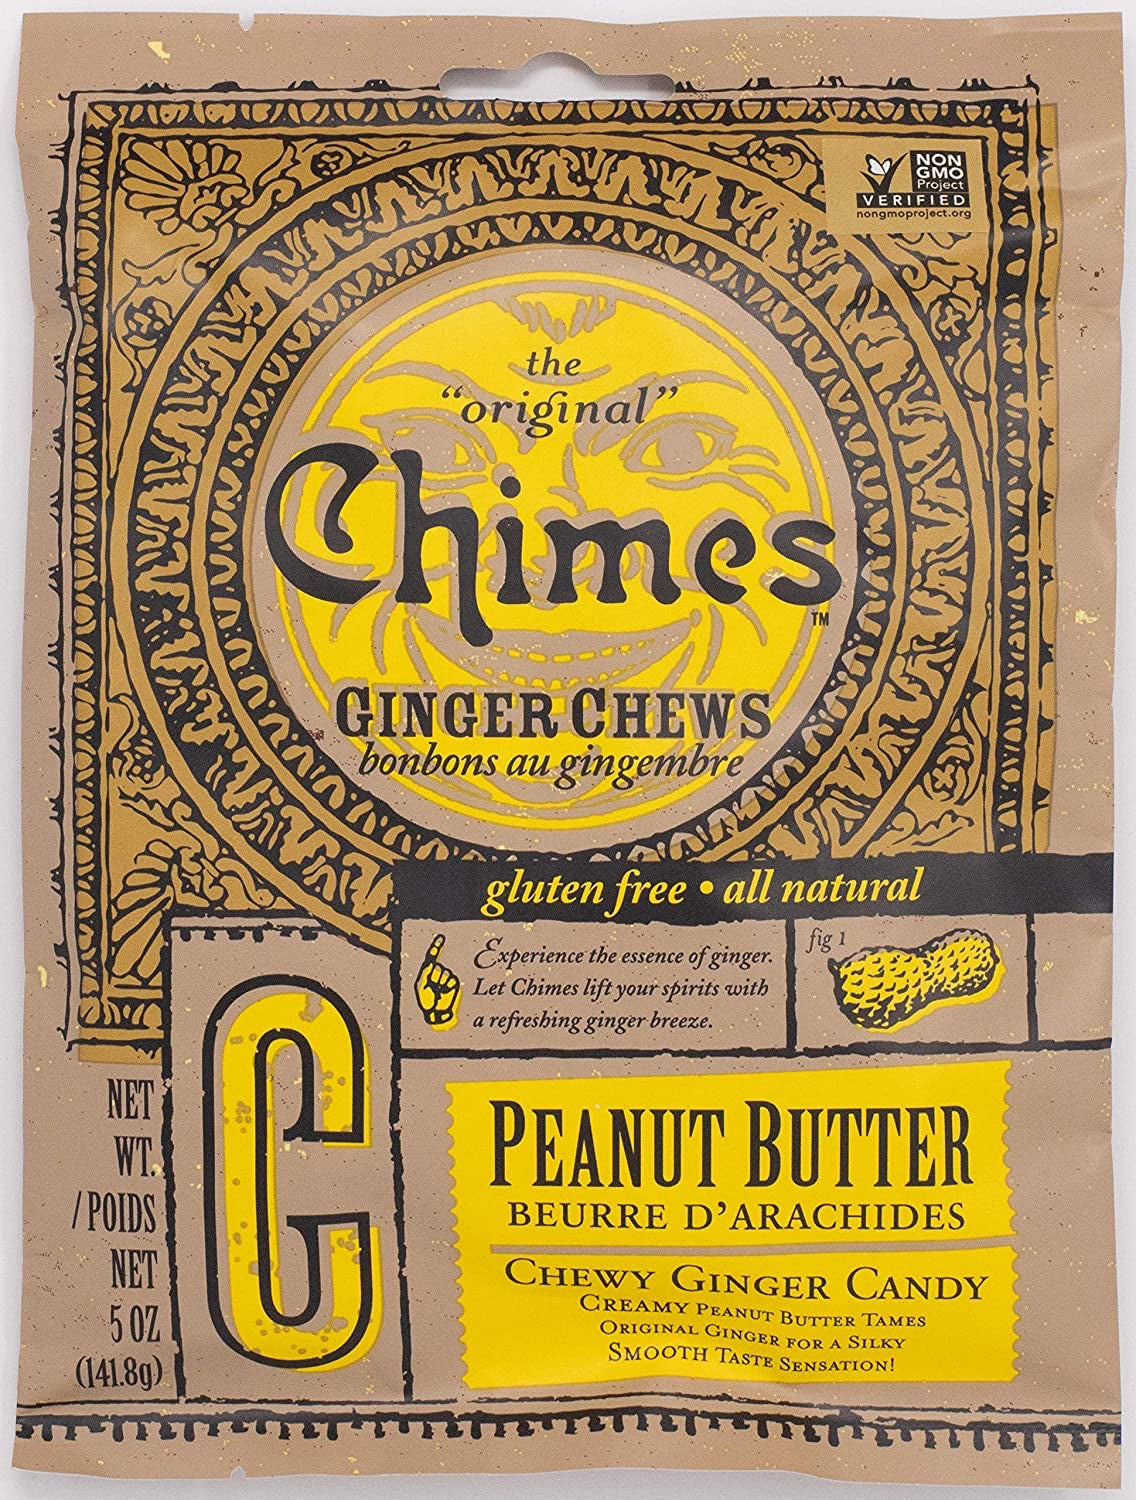 NON
GMO
Project
VERIFIED
nongmoproject.org
the
“original”
Chimes
TM
GINGER CHEWS
bonbons au gingembre
gluten free • all natural
Experience the essence of ginger.
Let Chimes lift your spirits with
a refreshing ginger breeze.
fig 1
C
NET
WT.
/POIDS
NET
5 OZ
(141.8g)
PEANUT BUTTER
BEURRE D’ARACHIDES
CHEWY GINGER CANDY
CREAMY PEANUT BUTTER TAMES
ORIGINAL GINGER FOR A SILKY
SMOOTH TASTE SENSATION!